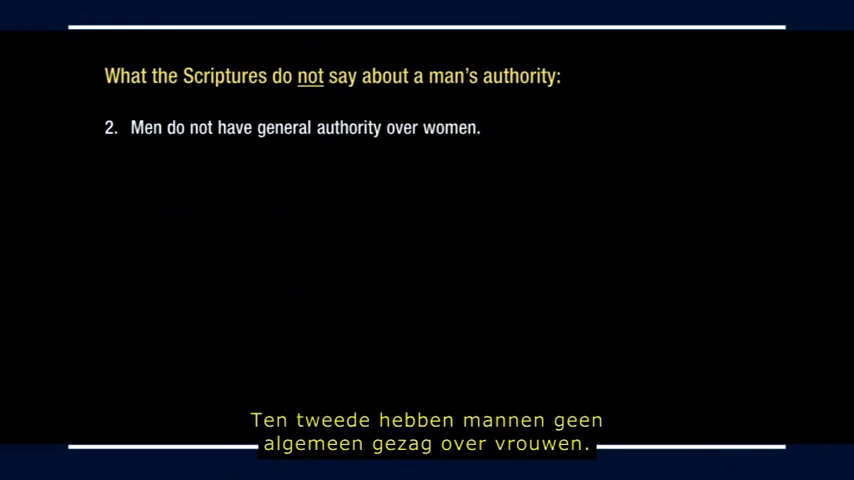 What the Scriptures do not say about a man's authority:
2. Men do not have general authority over women.
Ten tweede hebben mannen geen
algemeen gezag over vrouwen.